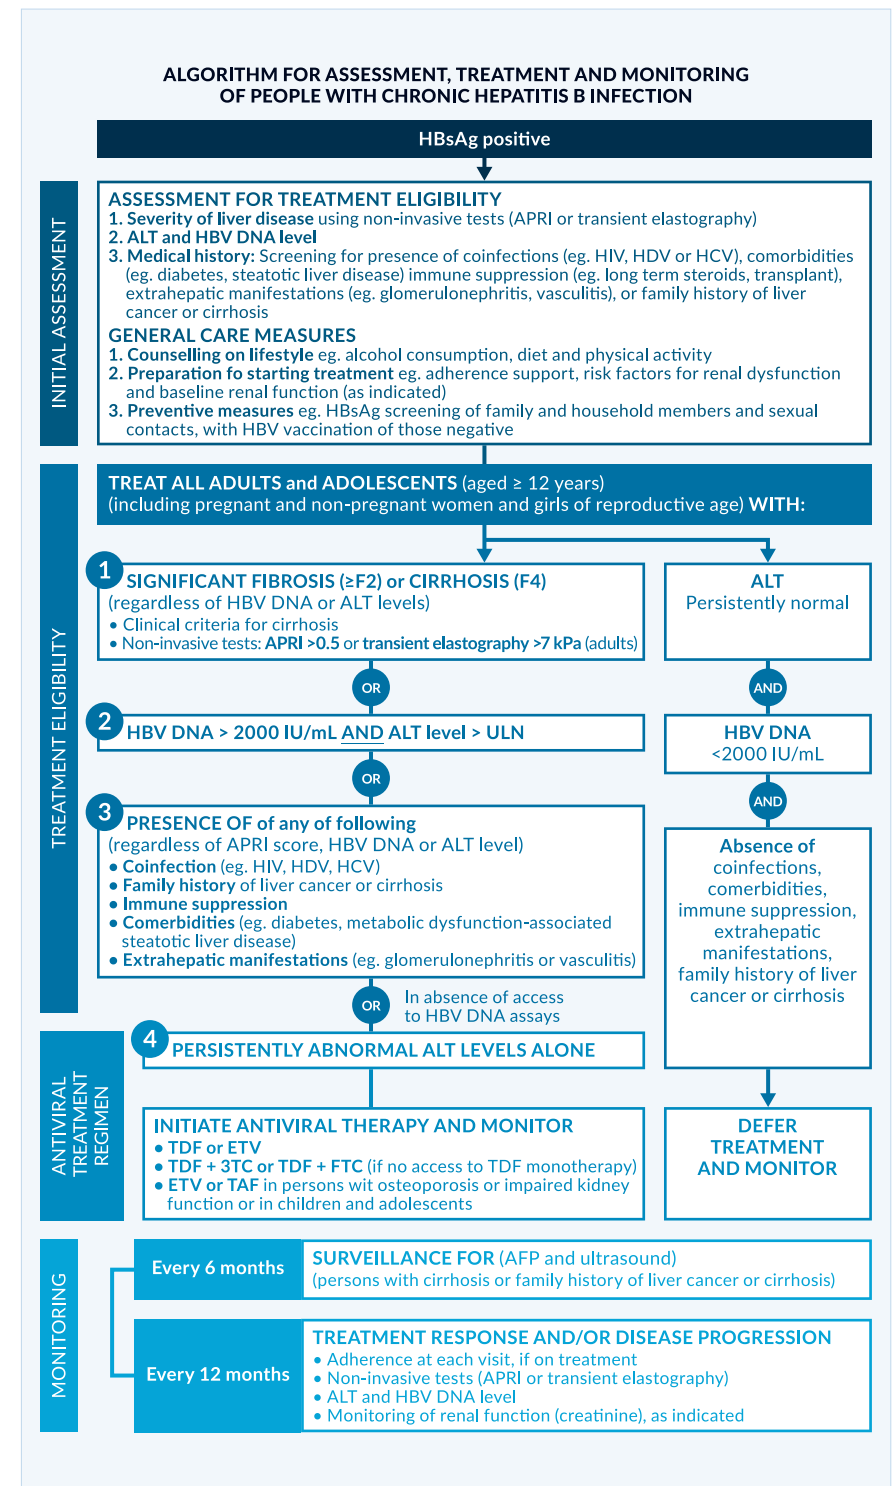 ALGORITHM FOR ASSESSMENT, TREATMENT AND MONITORING
OF PEOPLE WITH CHRONIC HEPATITIS B INFECTION
HBsAg positive
INITIAL ASSESSMENT
ASSESSMENT FOR TREATMENT ELIGIBILITY
1. Severity of liver disease using non-invasive tests (APRI or transient elastography)
2. ALT and HBV DNA level
3. Medical history: Screening for presence of coinfections (eg. HIV, HDV or HCV), comorbidities
(eg. diabetes, steatotic liver disease) immune suppression (eg. long term steroids, transplant),
extrahepatic manifestations (eg. glomerulonephritis, vasculitis), or family history of liver
cancer or cirrhosis
GENERAL CARE MEASURES
1. Counselling on lifestyle eg. alcohol consumption, diet and physical activity
2. Preparation fo starting treatment eg. adherence support, risk factors for renal dysfunction
and baseline renal function (as indicated)
3. Preventive measures eg. HBsAg screening of family and household members and sexual
contacts, with HBV vaccination of those negative
TREATMENT ELIGIBILITY
TREAT ALL ADULTS and ADOLESCENTS (aged ≥ 12 years)
(including pregnant and non-pregnant women and girls of reproductive age) WITH:
1
SIGNIFICANT FIBROSIS (≥F2) or CIRRHOSIS (F4)
(regardless of HBV DNA or ALT levels)
• Clinical criteria for cirrhosis
• Non-invasive tests: APRI >0.5 or transient elastography >7 kPa (adults)
OR
2
HBV DNA > 2000 IU/mL AND ALT level > ULN
OR
3
PRESENCE OF of any of following
(regardless of APRI score, HBV DNA or ALT level)
• Coinfection (eg. HIV, HDV, HCV)
• Family history of liver cancer or cirrhosis
• Immune suppression
• Comerbidities (eg. diabetes, metabolic dysfunction-associated
steatotic liver disease)
• Extrahepatic manifestations (eg. glomerulonephritis or vasculitis)
OR
In absence of access
to HBV DNA assays
ALT
Persistently normal
AND
HBV DNA
<2000 IU/mL
AND
Absence of
coinfections,
comerbidities,
immune suppression,
extrahepatic
manifestations,
family history of liver
cancer or cirrhosis
ANTIVIRAL
TREATMENT
REGIMEN
4
PERSISTENTLY ABNORMAL ALT LEVELS ALONE
INITIATE ANTIVIRAL THERAPY AND MONITOR
• TDF or ETV
• TDF + 3TC or TDF + FTC (if no access to TDF monotherapy)
• ETV or TAF in persons wit osteoporosis or impaired kidney
function or in children and adolescents
DEFER
TREATMENT
AND MONITOR
MONITORING
Every 6 months
SURVEILLANCE FOR (AFP and ultrasound)
(persons with cirrhosis or family history of liver cancer or cirrhosis)
Every 12 months
TREATMENT RESPONSE AND/OR DISEASE PROGRESSION
• Adherence at each visit, if on treatment
• Non-invasive tests (APRI or transient elastography)
• ALT and HBV DNA level
• Monitoring of renal function (creatinine), as indicated